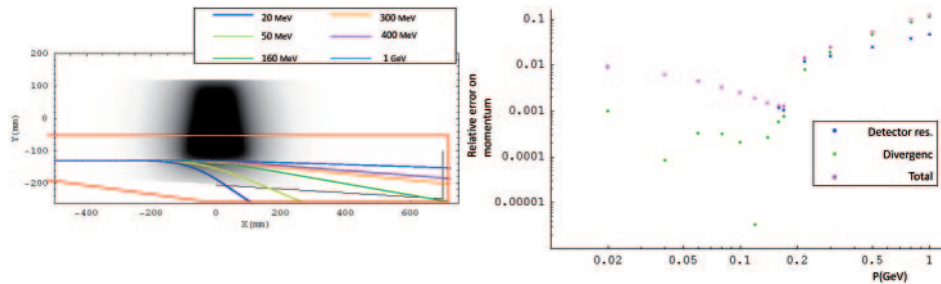 20 MeV 300 MeV
50 MeV 400 MeV
160 MeV 1 GeV
200
100
0
-100
-200
Y(mm)
-400 -200 0 200 400 600
X(mm)
Relative error on
momentum
0.1
0.01
0.001
0.0001
0.00001
Detector res.
Divergenc
Total
0.02 0.05 0.1 0.2 0.5 1
P(GeV)